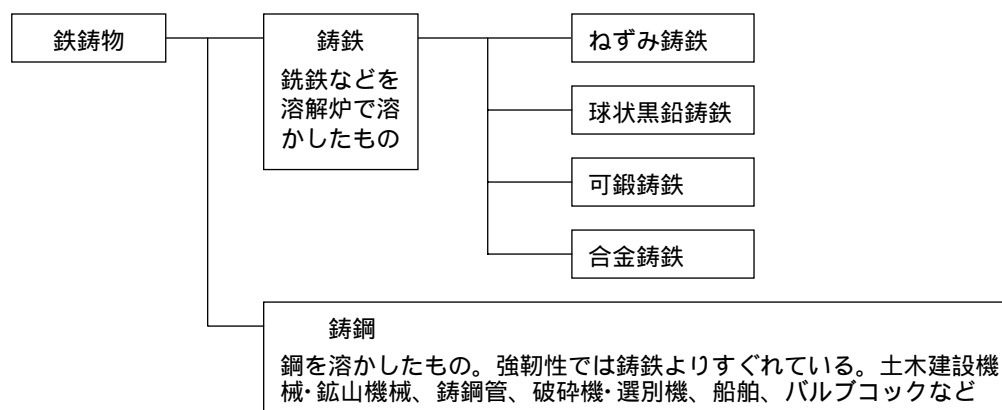 鉄鋳物
鋳鉄
銑鉄などを
溶解炉で溶
かしたもの
ねずみ鋳鉄
球状黒鉛鋳鉄
可鍛鋳鉄
合金鋳鉄
鋳鋼
鋼を溶かしたもの。強靭性では鋳鉄よりすぐれている。土木建設機
械・鉱山機械、鋳鋼管、破砕機・選別機、船舶、バルブコックなど